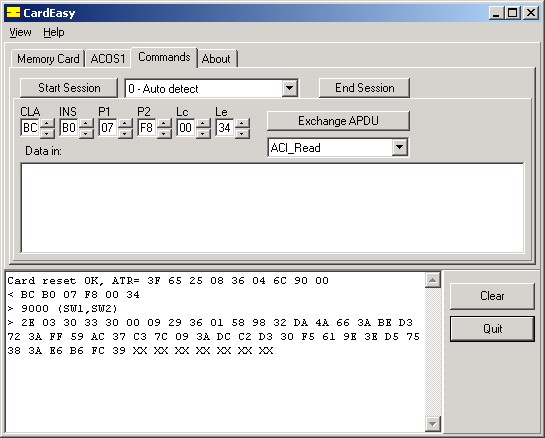 CardEasy
View Help
Memory Card ACOS1 Commands About
Start Session 0 - Auto detect End Session
CLA INS P1 P2 Lc Le
BC B0 07 F8 00 34 Exchange APDU
Data in: ACI_Read
Card reset OK, ATR= 3F 65 25 08 36 04 6C 90 00
< BC B0 07 F8 00 34
> 9000 (SW1,SW2)
> 2E 03 30 33 30 00 09 29 36 01 58 98 32 DA 4A 66 3A BE D3
72 3A FF 59 AC 37 C3 7C 09 3A DC C2 D3 30 F5 61 9E 3E D5 75
38 3A E6 B6 FC 39 XX XX XX XX XX XX XX
Clear
Quit